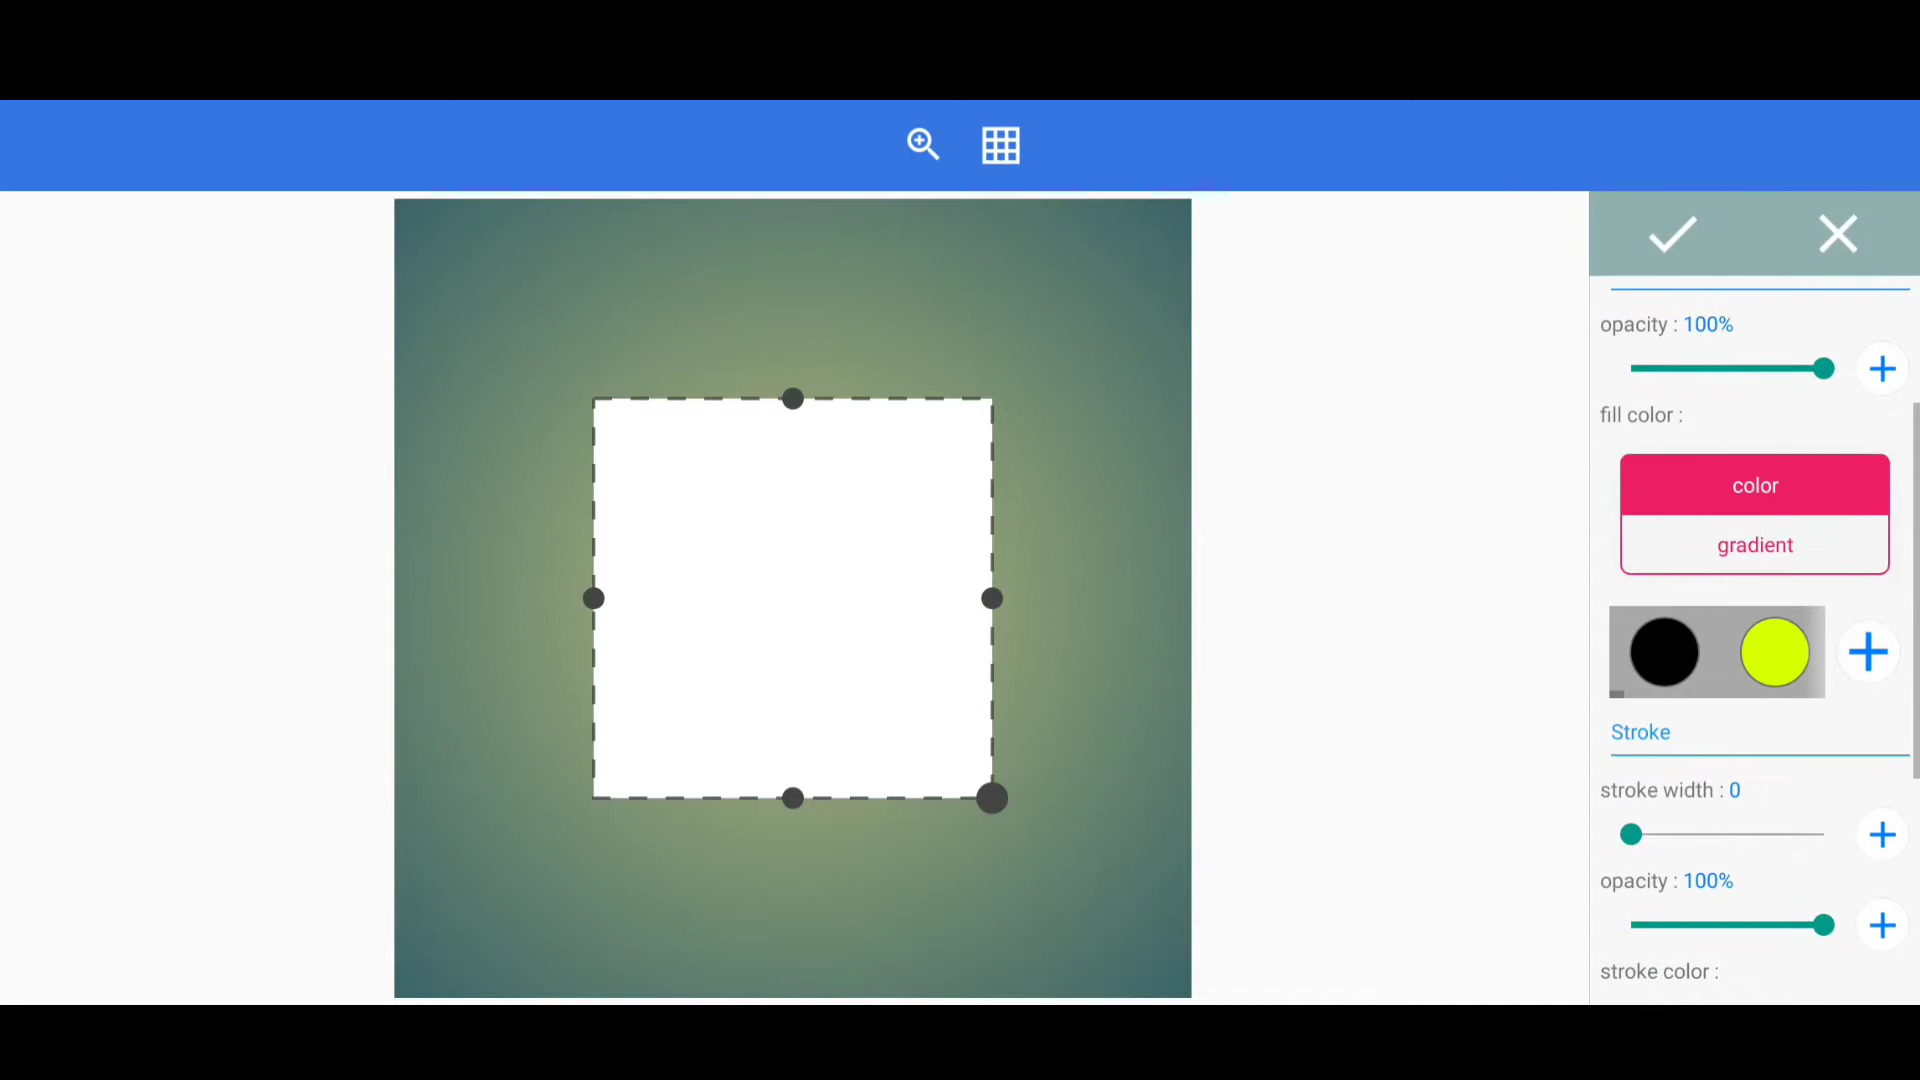 opacity : 100%
fill color :
color
gradient
Stroke
stroke width : 0
opacity : 100%
stroke color :